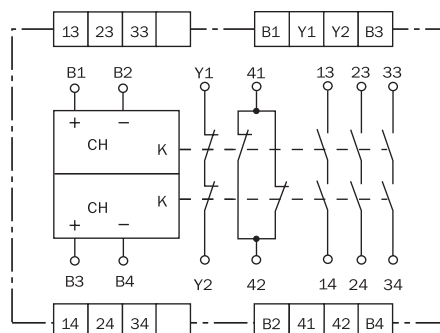 13 23 33 B1 Y1 Y2 B3
B1 B2 Y1 41 13 23 33
+ −
CH K
CH K
+ −
B3 B4 Y2 42 14 24 34
14 24 34 B2 41 42 B4